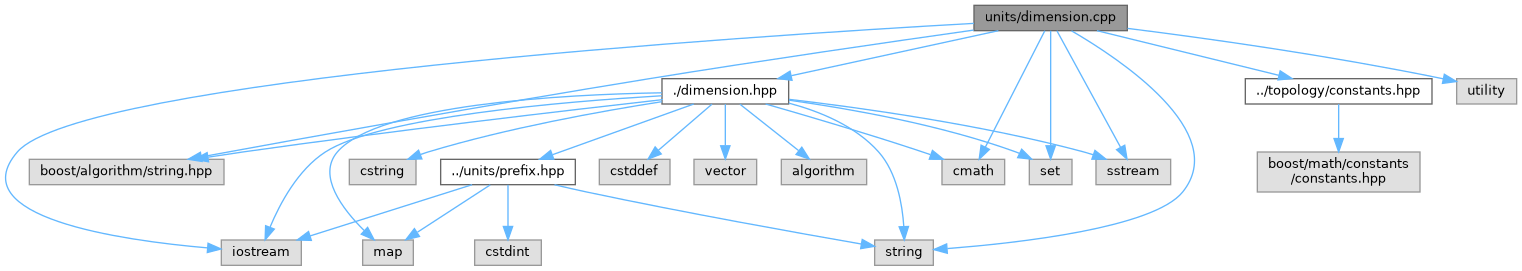 units/dimension.cpp
./dimension.hpp
../topology/constants.hpp
utility
boost/algorithm/string.hpp
cstring
../units/prefix.hpp
cstddef
vector
algorithm
cmath
set
sstream
boost/math/constants
/constants.hpp
iostream
map
cstdint
string